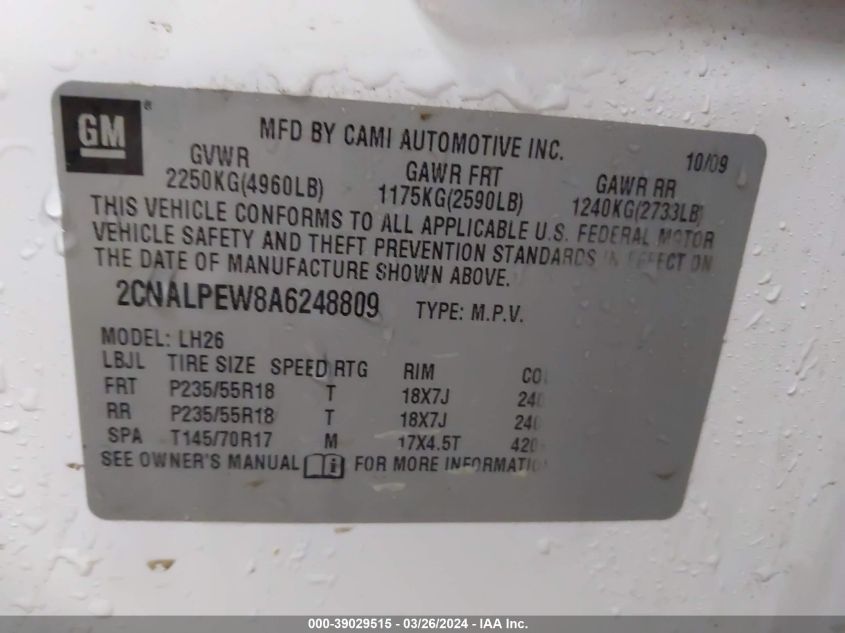 GM ®
MFD BY CAMI AUTOMOTIVE INC. 10/09
GVWR GAWR FRT GAWR RR
2250KG(4960LB) 1175KG(2590LB) 1240KG(2733LB)
THIS VEHICLE CONFORMS TO ALL APPLICABLE U.S. FEDERAL MOTOR
VEHICLE SAFETY AND THEFT PREVENTION STANDARDS IN EFFECT ON
THE DATE OF MANUFACTURE SHOWN ABOVE.
2CNALPEW8A6248809 TYPE: M.P.V.
MODEL: LH26
LBJL TIRE SIZE SPEED RTG RIM
FRT P235/55R18 T 18X7J
RR P235/55R18 T 18X7J
SPA T145/70R17 M 17X4.5T
SEE OWNER'S MANUAL FOR MORE INFORMATIO
000-39029515 - 03/26/2024 - IAA Inc.